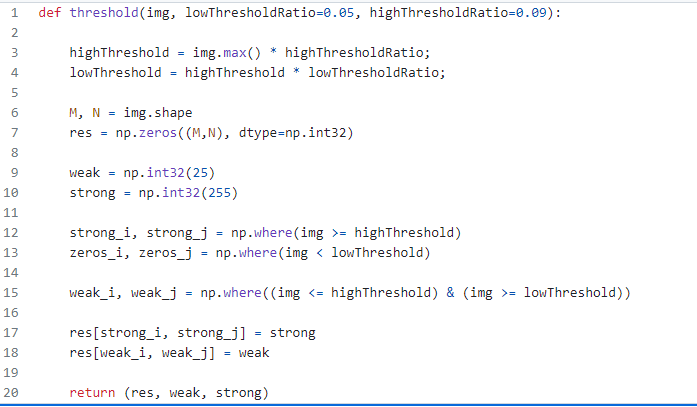 1 def threshold(img, lowThresholdRatio=0.05, highThresholdRatio=0.09):
2
3     highThreshold = img.max() * highThresholdRatio;
4     lowThreshold = highThreshold * lowThresholdRatio;
5
6     M, N = img.shape
7     res = np.zeros((M,N), dtype=np.int32)
8
9     weak = np.int32(25)
10     strong = np.int32(255)
11
12     strong_i, strong_j = np.where(img >= highThreshold)
13     zeros_i, zeros_j = np.where(img < lowThreshold)
14
15     weak_i, weak_j = np.where((img <= highThreshold) & (img >= lowThreshold))
16
17     res[strong_i, strong_j] = strong
18     res[weak_i, weak_j] = weak
19
20     return (res, weak, strong)